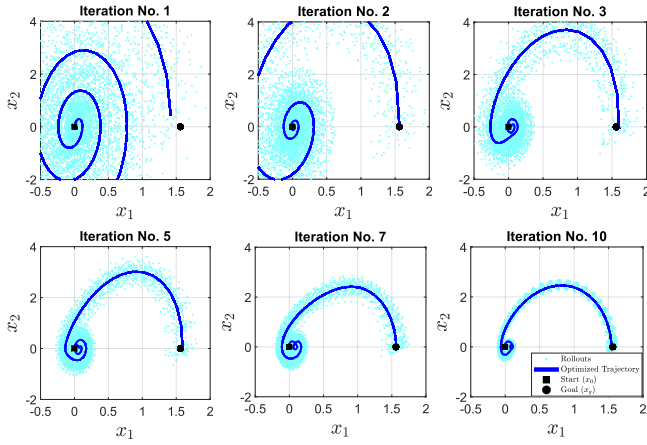 Iteration No. 1
Iteration No. 2
Iteration No. 3
4
2
0
-2
x2
-0.5 0 0.5 1 1.5 2
x1
4
2
0
-2
x2
-0.5 0 0.5 1 1.5 2
x1
4
2
0
-2
x2
-0.5 0 0.5 1 1.5 2
x1
Iteration No. 5
Iteration No. 7
Iteration No. 10
4
2
0
-2
x2
-0.5 0 0.5 1 1.5 2
x1
4
2
0
-2
x2
-0.5 0 0.5 1 1.5 2
x1
4
2
0
-2
x2
-0.5 0 0.5 1 1.5 2
x1
Rollouts
Optimized Trajectory
Start (x0)
Goal (xg)